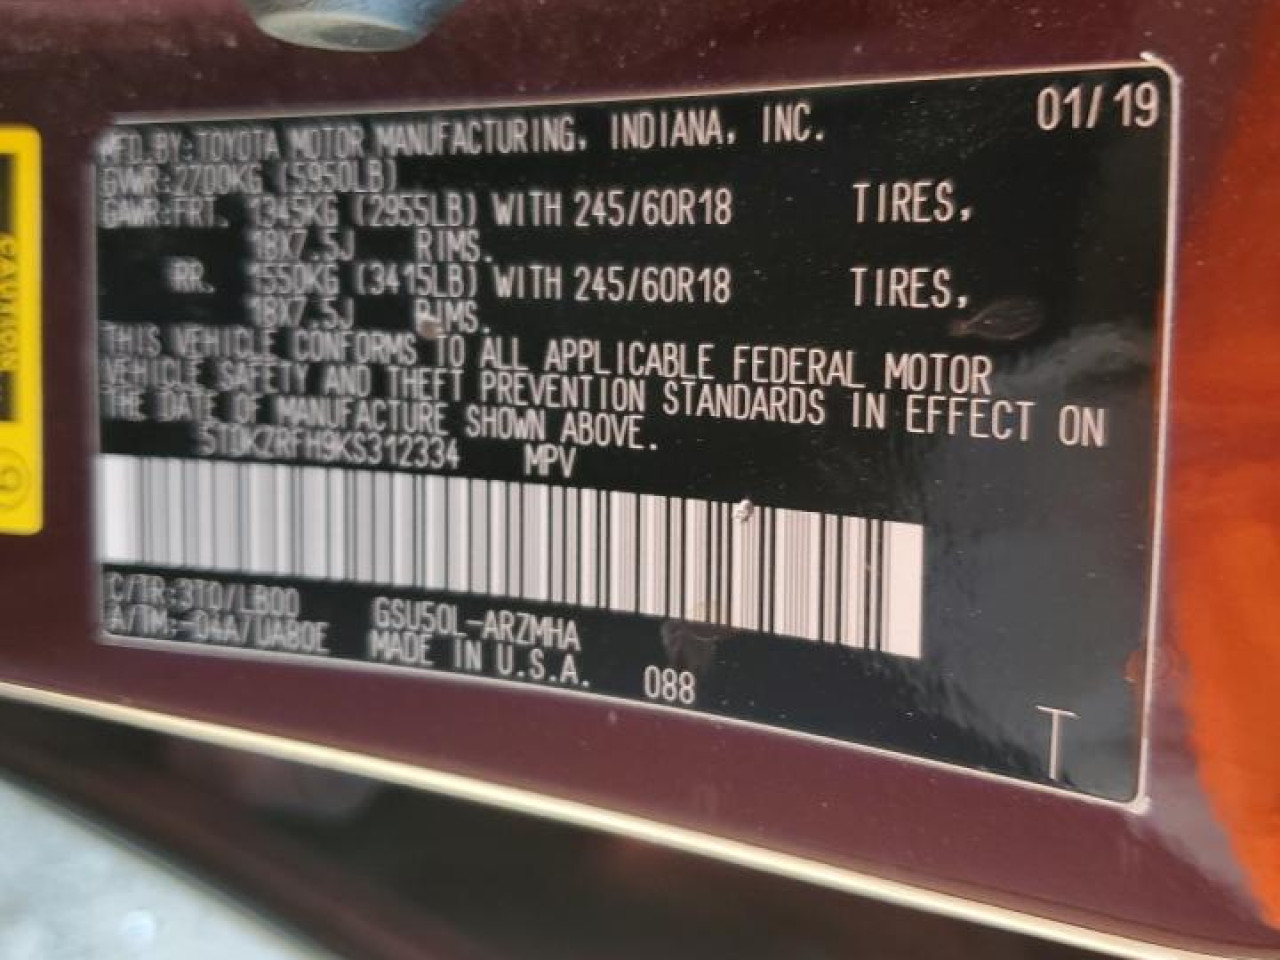 MFD.BY:TOYOTA MOTOR MANUFACTURING, INDIANA, INC. 01/19
GVWR:2700KG (5950LB)
GAWR:FRT. 1345KG (2955LB) WITH 245/60R18 TIRES,
18X7.5J RIMS.
RR. 1550KG (3415LB) WITH 245/60R18 TIRES,
18X7.5J RIMS.
THIS VEHICLE CONFORMS TO ALL APPLICABLE FEDERAL MOTOR
VEHICLE SAFETY AND THEFT PREVENTION STANDARDS IN EFFECT ON
THE DATE OF MANUFACTURE SHOWN ABOVE.
5TDKZRFH9KS312334 MPV
C/TR:3T0/LB00 GSU50L-ARZMHA
A/TM:-04A/UA80E MADE IN U.S.A. 088
T